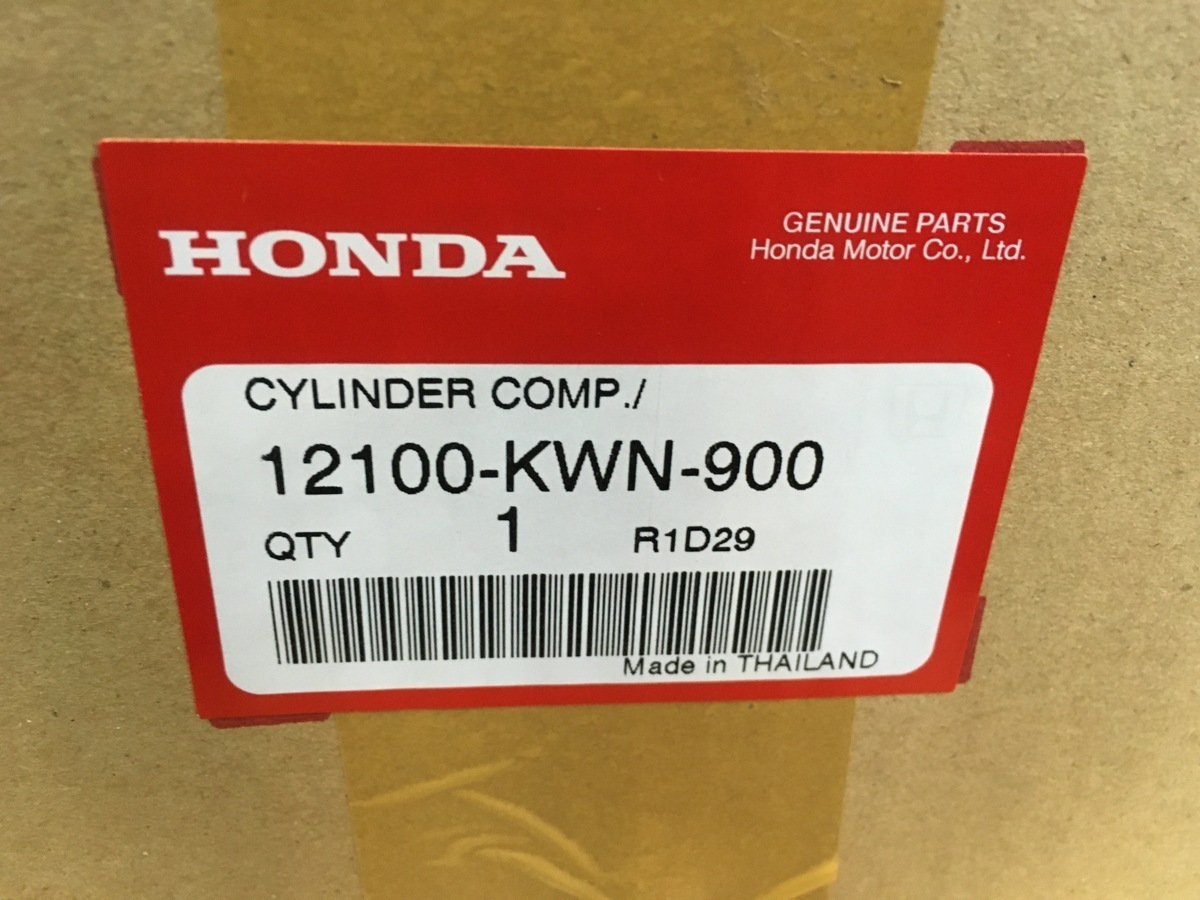 HONDA
GENUINE PARTS
Honda Motor Co., Ltd.
CYLINDER COMP./
12100-KWN-900
QTY 1 R1D29
Made in THAILAND